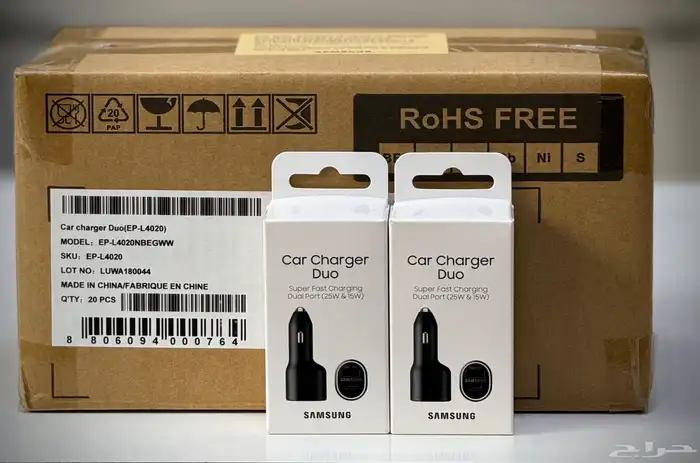 SAMSUNG
20
PAP
RoHS FREE
Ni
S
Car charger Duo(EP-L4020)
MODEL: EP-L4020NBEGWW
SKU: EP-L4020
LOT NO: LUWA180044
MADE IN CHINA/FABRIQUE EN CHINE
Q'TY: 20 PCS
8 806094 000764
Car Charger
Duo
Super Fast Charging
Dual Port (25W & 15W)
SAMSUNG
Car Charger
Duo
Super Fast Charging
Dual Port (25W & 15W)
SAMSUNG
حراج